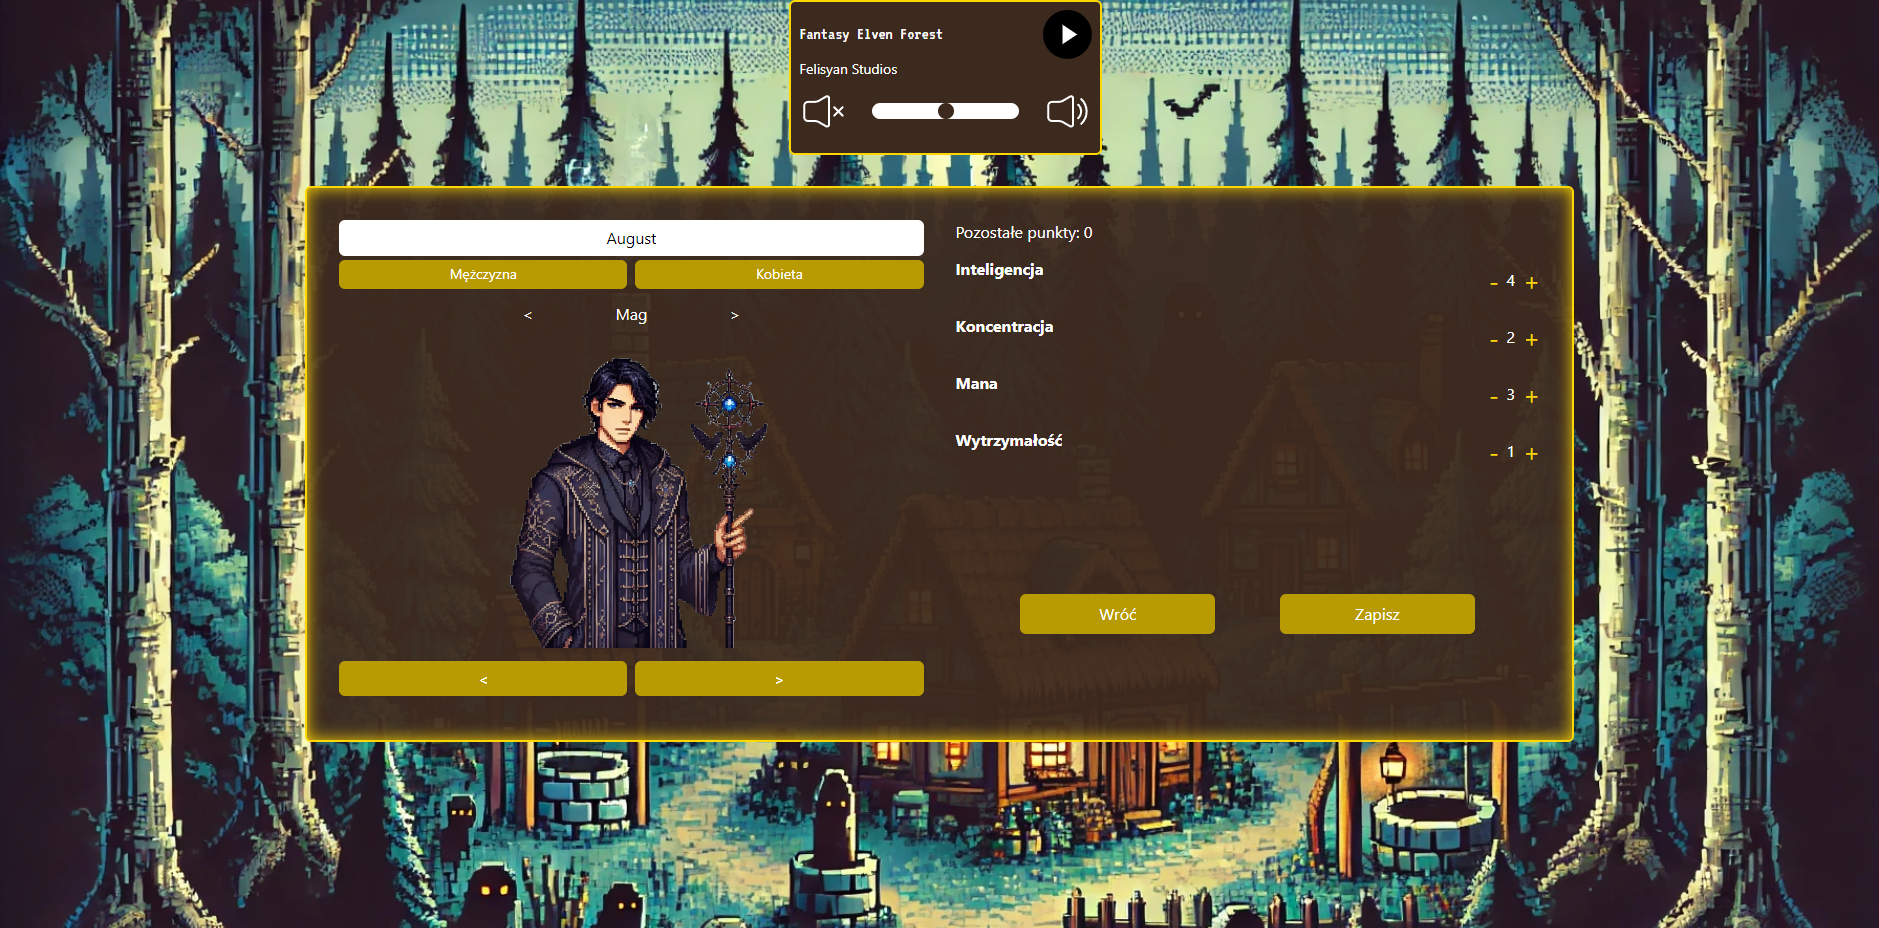 Fantasy Elven Forest
Felisyan Studios
August
Mężczyzna
Kobieta
< Mag >
<
>
Pozostałe punkty: 0
Inteligencja
- 4 +
Koncentracja
- 2 +
Mana
- 3 +
Wytrzymałość
- 1 +
Wróć
Zapisz